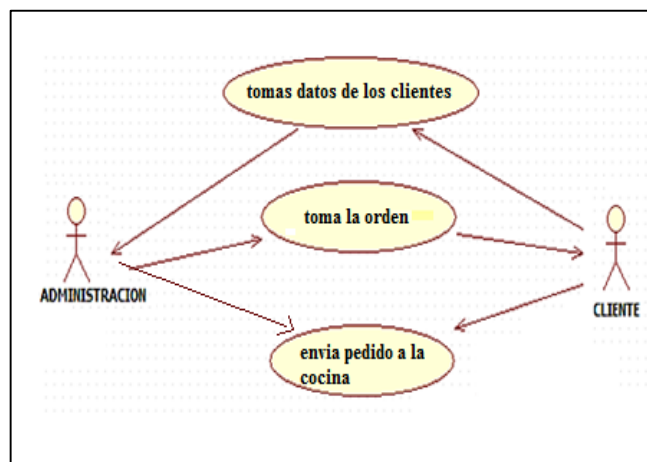 tomas datos de los clientes
toma la orden
ADMINISTRACION
CLIENTE
envia pedido a la
cocina